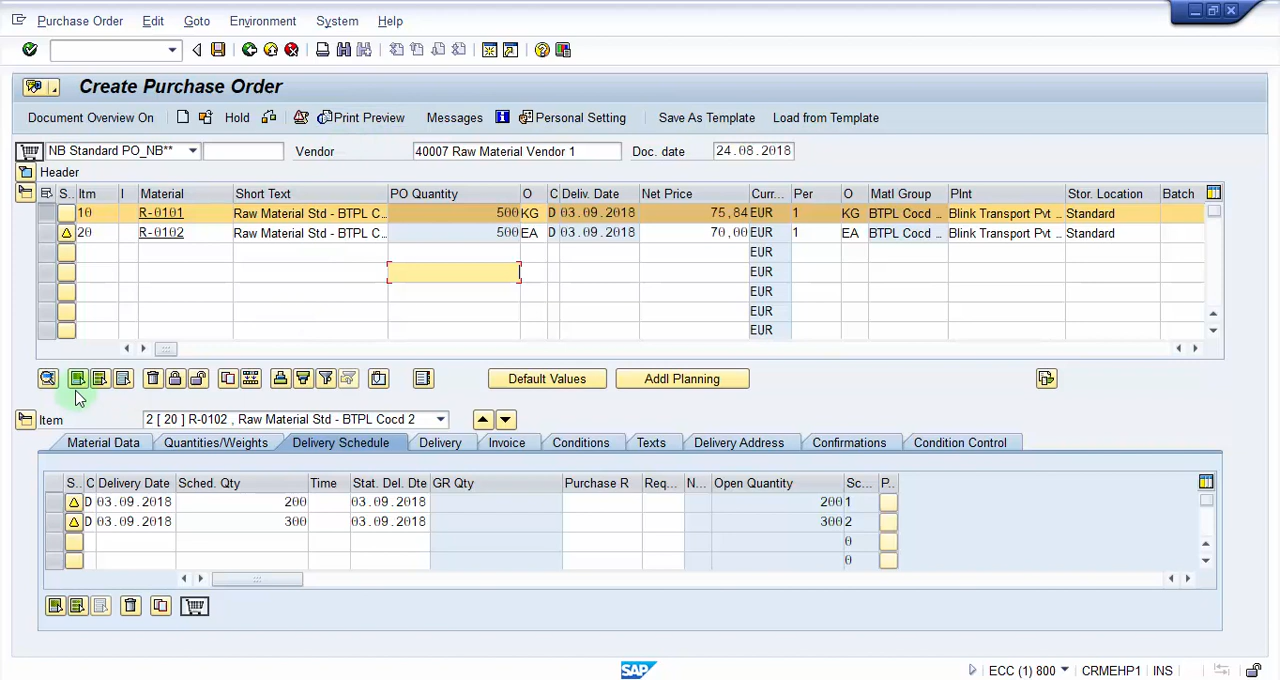 Purchase Order Edit Goto Environment System Help
Create Purchase Order
Document Overview On Hold Print Preview Messages Personal Setting Save As Template Load from Template
NB Standard PO_NB** Vendor 40007 Raw Material Vendor 1 Doc. date 24.08.2018
Header
S.. Itm I Material Short Text PO Quantity O C Deliv. Date Net Price Curr... Per O Matl Group Plnt Stor. Location Batch
10 R-0101 Raw Material Std - BTPL C... 500 KG D 03.09.2018 75,84 EUR 1 KG BTPL Cocd ... Blink Transport Pvt ... Standard
20 R-0102 Raw Material Std - BTPL C... 500 EA D 03.09.2018 70,00 EUR 1 EA BTPL Cocd ... Blink Transport Pvt ... Standard
EUR
EUR
EUR
EUR
EUR
Default Values Addl Planning
Item 2 [ 20 ] R-0102 , Raw Material Std - BTPL Cocd 2
Material Data Quantities/Weights Delivery Schedule Delivery Invoice Conditions Texts Delivery Address Confirmations Condition Control
S.. C Delivery Date Sched. Qty Time Stat. Del. Dte GR Qty Purchase R Req... N... Open Quantity Sc... P..
D 03.09.2018 200 03.09.2018 200 1
D 03.09.2018 300 03.09.2018 300 2
0
0
SAP ECC (1) 800 CRMEHP1 INS